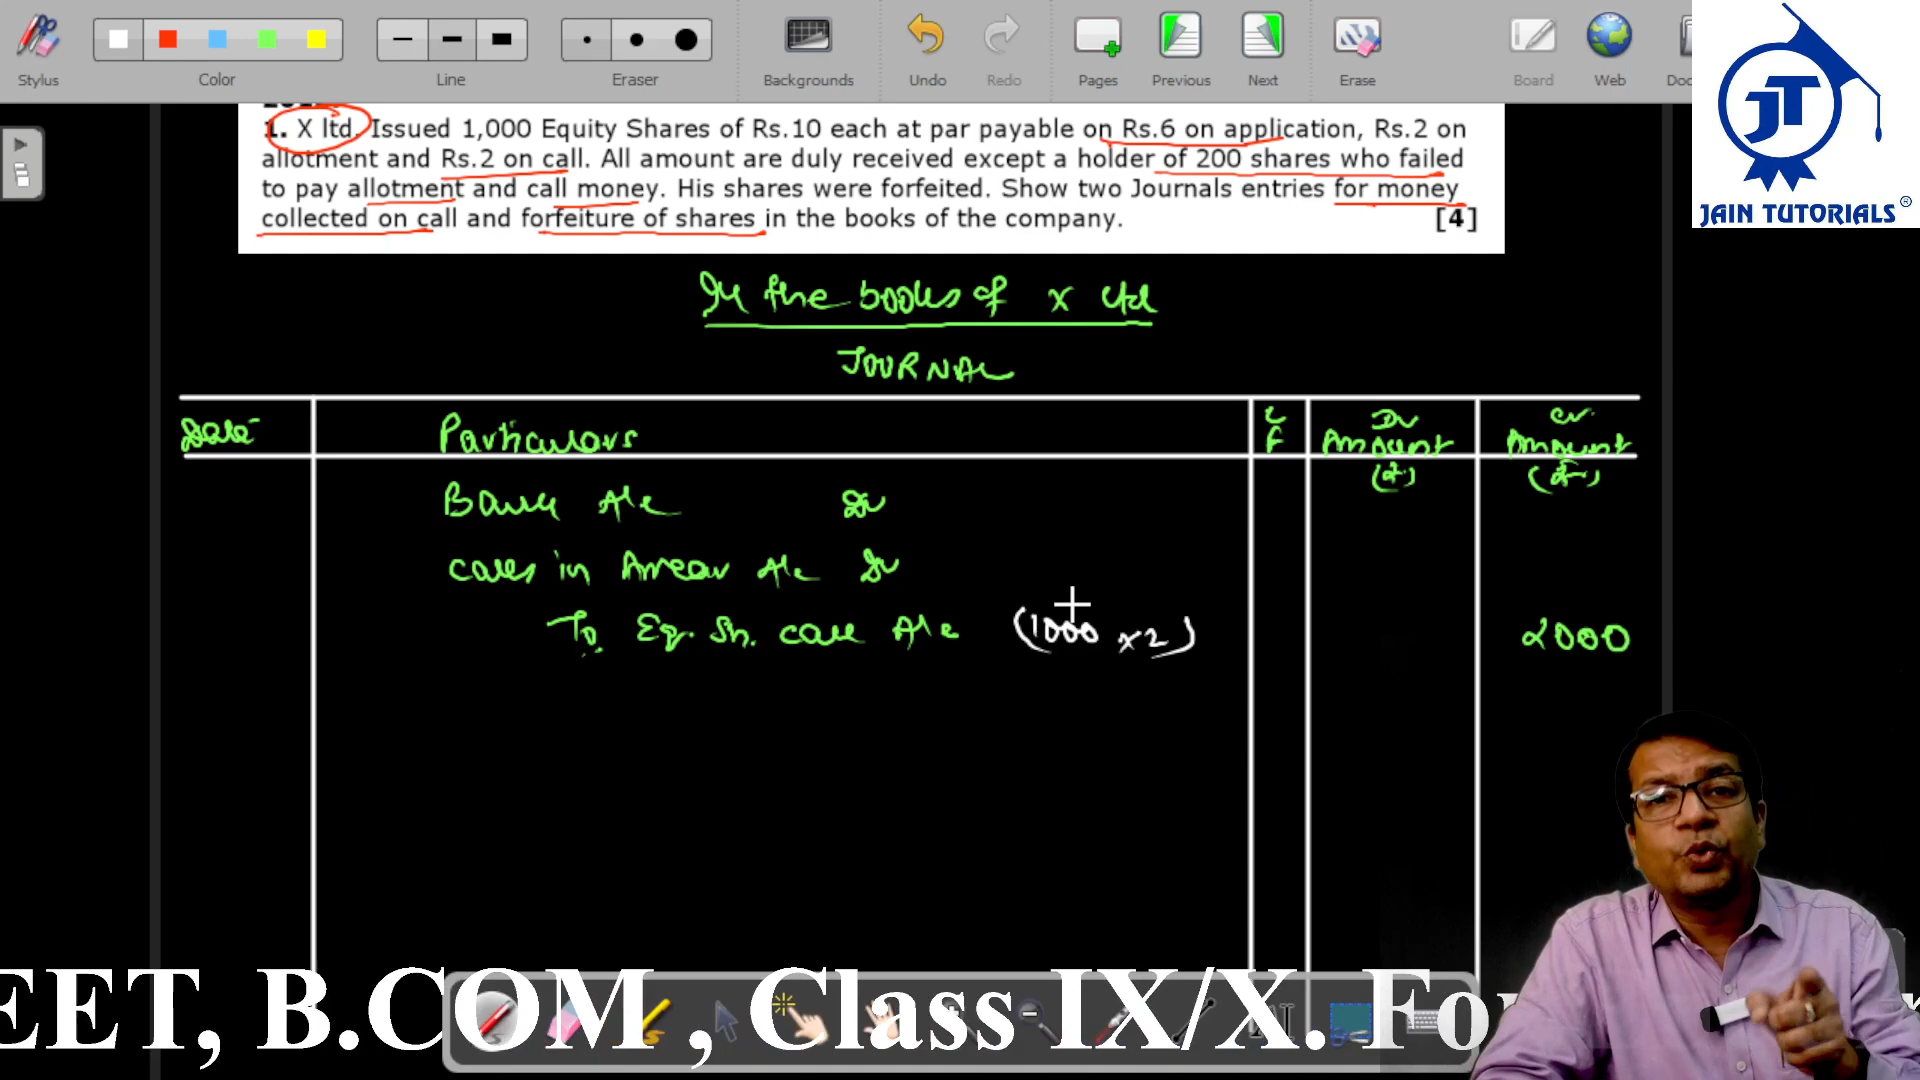 Stylus
Color
Line
Eraser
Backgrounds
Undo
Redo
Pages
Previous
Next
Erase
Board
Web
JT
JAIN TUTORIALS®
1. X ltd. Issued 1,000 Equity Shares of Rs.10 each at par payable on Rs.6 on application, Rs.2 on
allotment and Rs.2 on call. All amount are duly received except a holder of 200 shares who failed
to pay allotment and call money. His shares were forfeited. Show two Journals entries for money
collected on call and forfeiture of shares in the books of the company. [4]
In the books of X Ltd
JOURNAL
Date Particulars L F Dr Amount (₹) Cr Amount (₹)
Bank A/c Dr
Calls in Arrear A/c Dr
To Eq. Sh. Call A/c (1000 x 2) 2000
EET, B.COM , Class IX/X. Fo